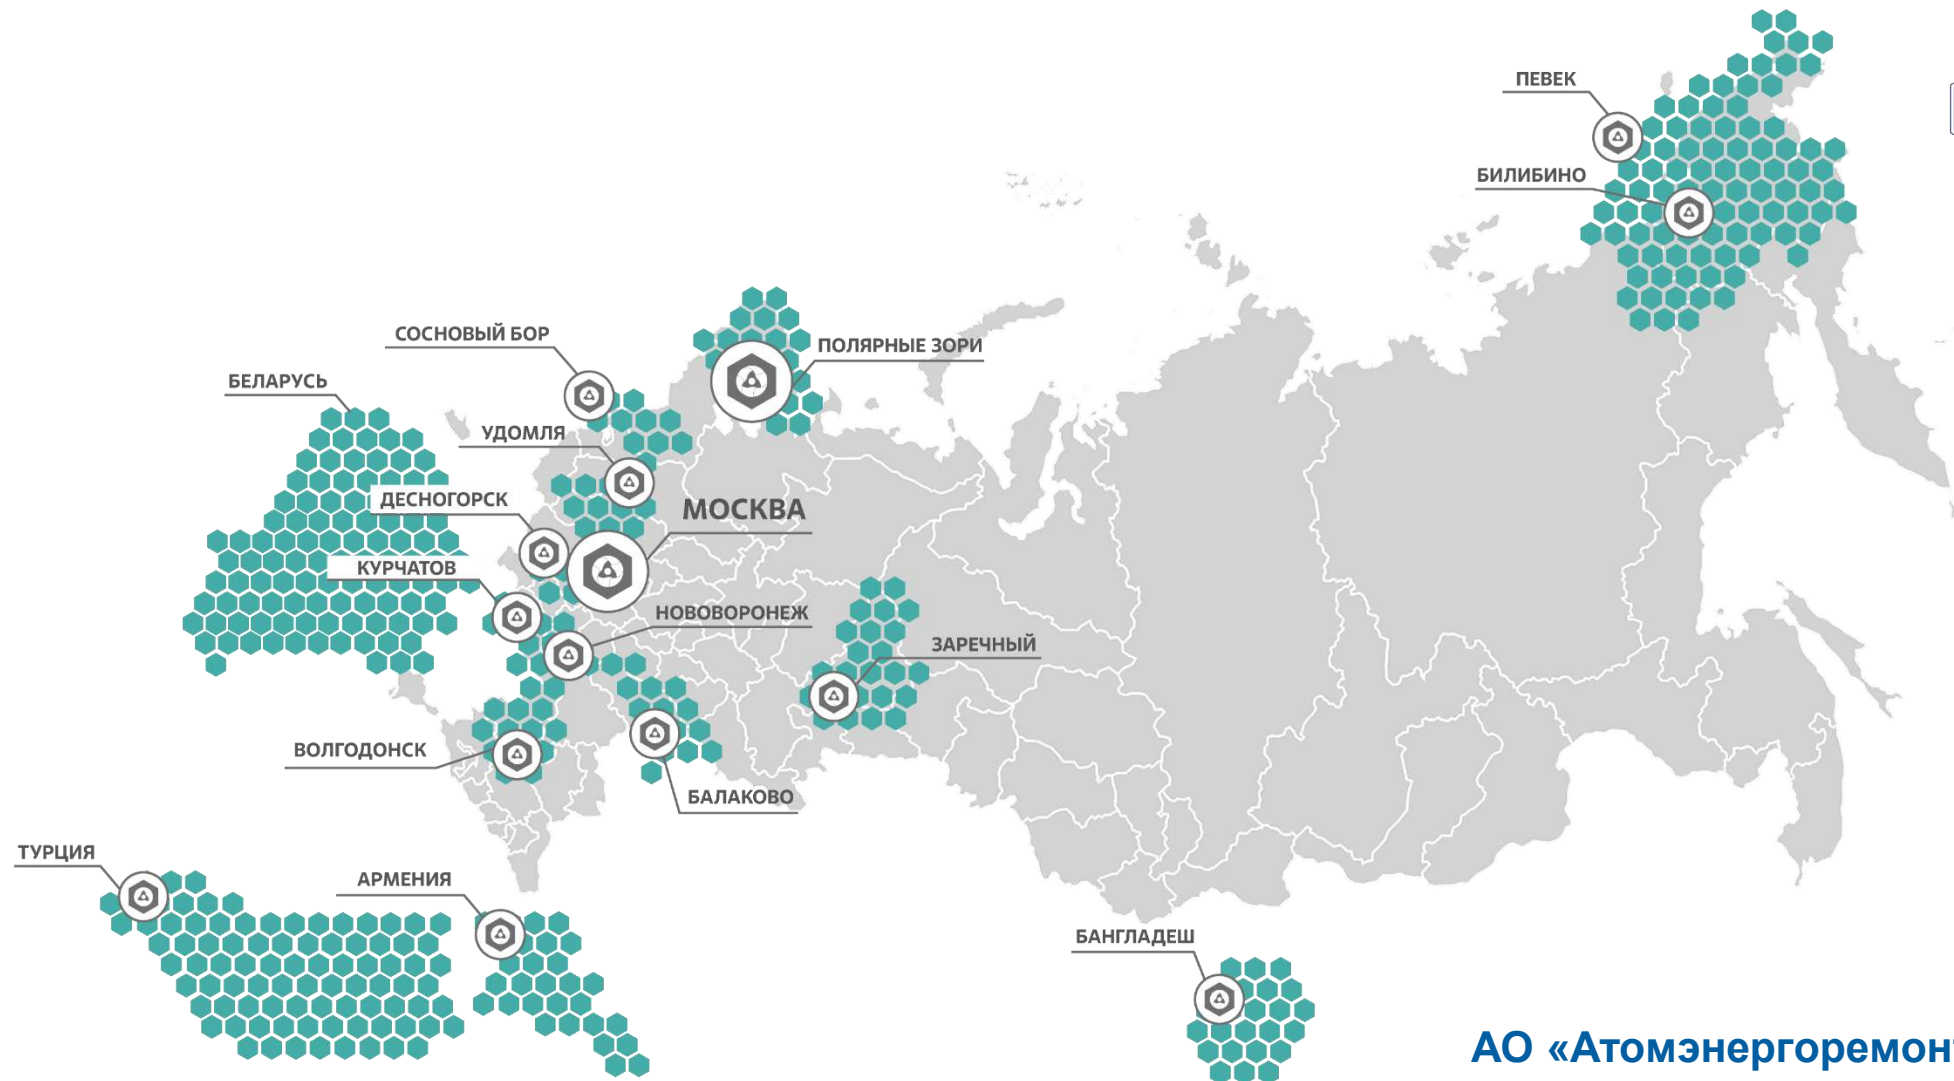 ПЕВЕК
БИЛИБИНО
СОСНОВЫЙ БОР
ПОЛЯРНЫЕ ЗОРИ
БЕЛАРУСЬ
УДОМЛЯ
ДЕСНОГОРСК
МОСКВА
КУРЧАТОВ
НОВОВОРОНЕЖ
ЗАРЕЧНЫЙ
ВОЛГОДОНСК
БАЛАКОВО
ТУРЦИЯ
АРМЕНИЯ
БАНГЛАДЕШ
АО «Атомэнергоремонт